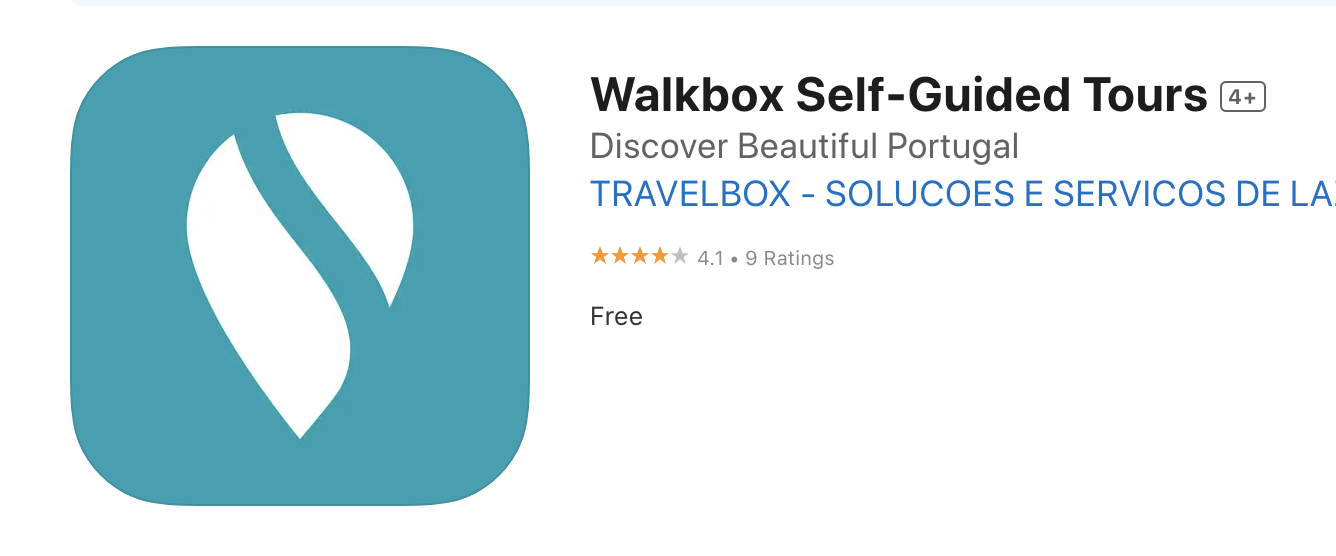 Walkbox Self-Guided Tours 4+
Discover Beautiful Portugal
TRAVELBOX - SOLUCOES E SERVICOS DE
4.1 • 9 Ratings
Free